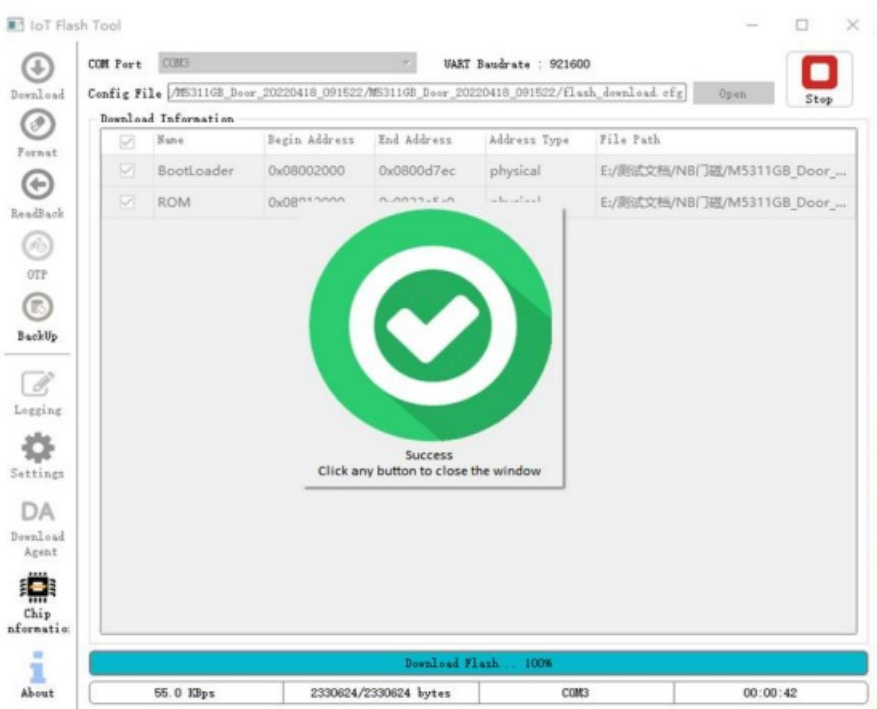 IoT Flash Tool
COM Port COM3 UART Baudrate : 921600
Config File /M5311GB_Door_20220418_091522/M5311GB_Door_20220418_091522/flash_download.cfg Open Stop
Download Information
Name Begin Address End Address Address Type File Path
BootLoader 0x08002000 0x0800d7ec physical E:/测试文档/NB门磁/M5311GB_Door_...
ROM E:/测试文档/NB门磁/M5311GB_Door_...
Success
Click any button to close the window
Download Flash... 100%
55.0 KBps 2330624/2330624 bytes COM3 00:00:42
Download
Format
ReadBack
OTP
BackUp
Logging
Settings
DA
Download
Agent
Chip
nformatio
About